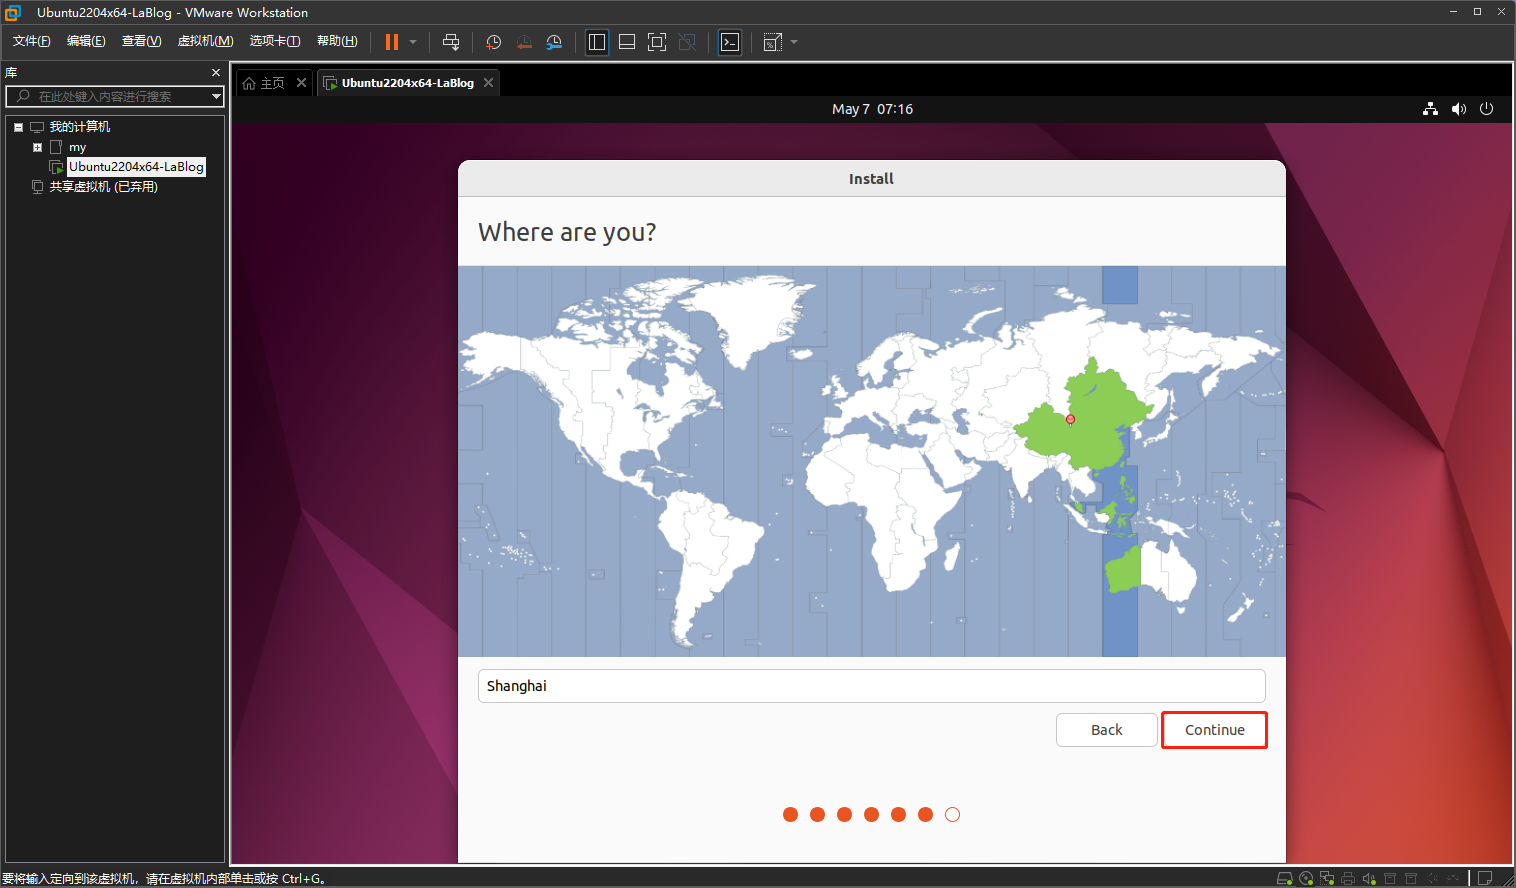 Ubuntu2204x64-LaBlog - VMware Workstation
文件(F) 编辑(E) 查看(V) 虚拟机(M) 选项卡(T) 帮助(H)
库
在此处键入内容进行搜索
我的计算机
my
Ubuntu2204x64-LaBlog
共享虚拟机 (已弃用)
主页
Ubuntu2204x64-LaBlog
May 7 07:16
Install
Where are you?
Shanghai
Back
Continue
要将输入定向到该虚拟机，请在虚拟机内部单击或按 Ctrl+G。